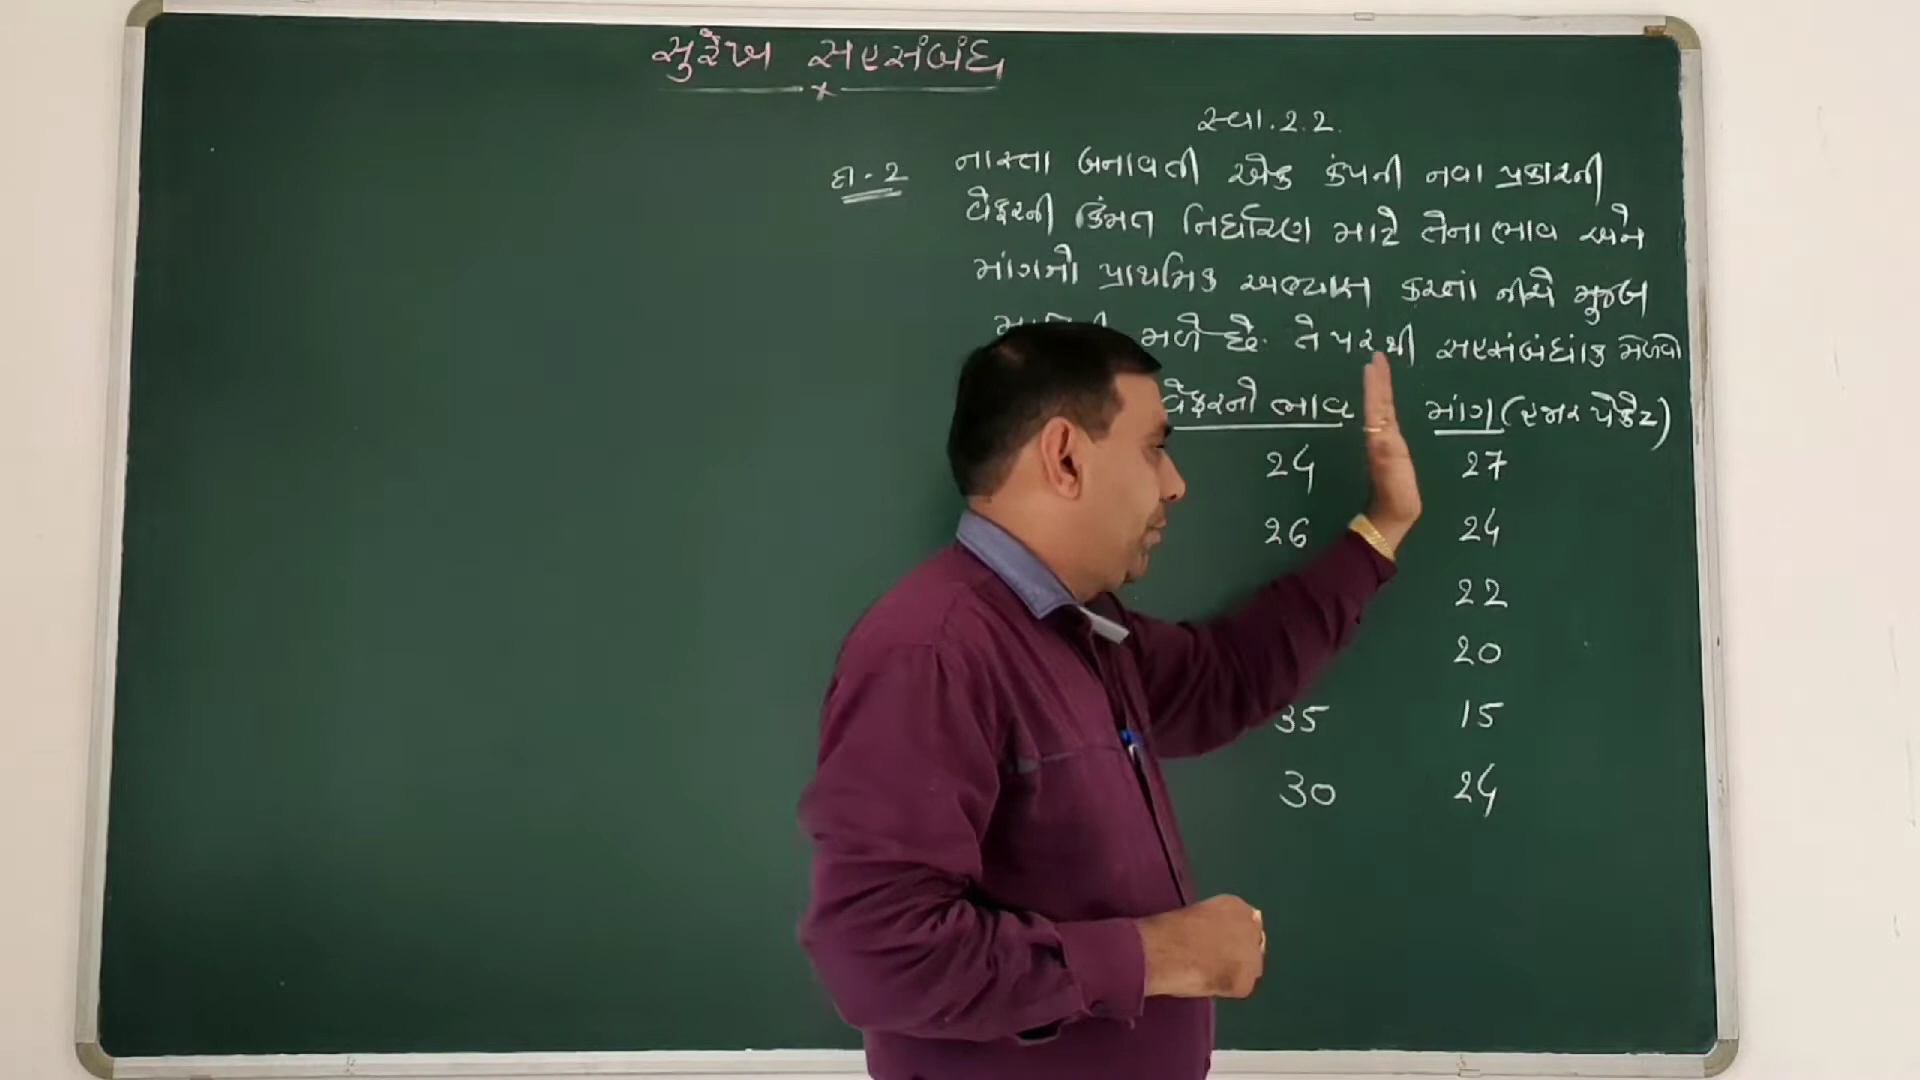 સુરેખ સહસંબંધ
સ્વા. 2.2.
દા-2 નાસ્તા બનાવતી એક કંપની નવા પ્રકારની
વેફરની કિંમત નિર્ધારણ માટે તેના ભાવ અને
માંગનો પ્રાથમિક અભ્યાસ કરતાં નીચે મુજબ
મળે છે. તે પરથી સહસંબંધાંક મેળવો
વેફરનો ભાવ માંગ (હજાર પેકેટ)
24 27
26 24
22
20
35 15
30 24